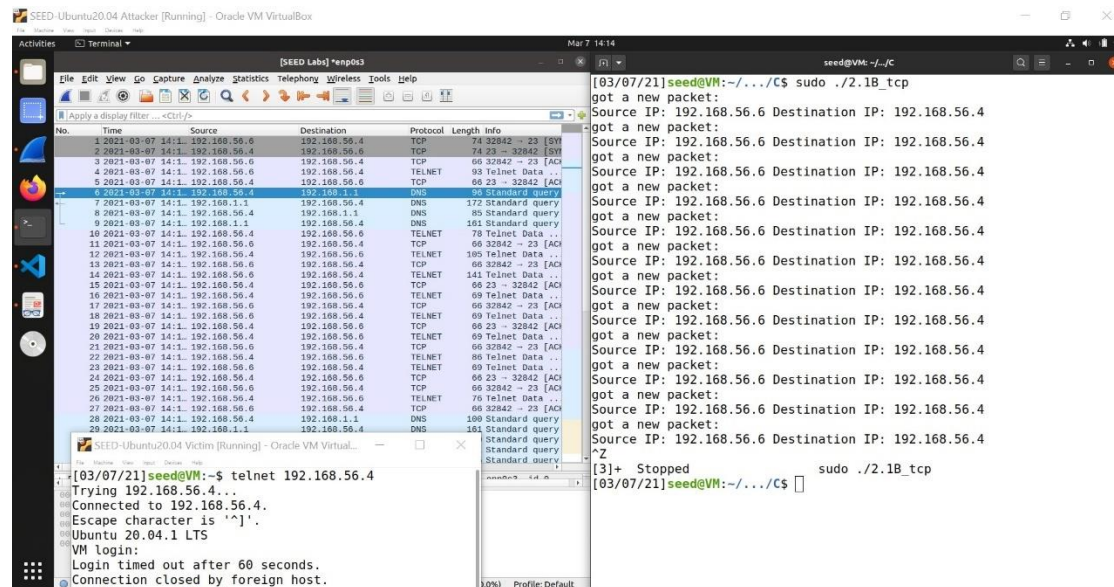 SEED-Ubuntu20.04 Attacker [Running] - Oracle VM VirtualBox
File Machine View Input Devices Help
Activities Terminal Mar 7 14:14
[SEED Labs] *enp0s3
File Edit View Go Capture Analyze Statistics Telephony Wireless Tools Help
Apply a display filter ... <Ctrl-/>
No. Time Source Destination Protocol Length Info
1 2021-03-07 14:1… 192.168.56.6 192.168.56.4 TCP 74 32842 → 23 [SYN
2 2021-03-07 14:1… 192.168.56.4 192.168.56.6 TCP 74 23 → 32842 [SYN
3 2021-03-07 14:1… 192.168.56.6 192.168.56.4 TCP 66 32842 → 23 [ACK
4 2021-03-07 14:1… 192.168.56.6 192.168.56.4 TELNET 93 Telnet Data ...
5 2021-03-07 14:1… 192.168.56.4 192.168.56.6 TCP 66 23 → 32842 [ACK
6 2021-03-07 14:1… 192.168.56.4 192.168.1.1 DNS 96 Standard query
7 2021-03-07 14:1… 192.168.1.1 192.168.56.4 DNS 172 Standard query
8 2021-03-07 14:1… 192.168.56.4 192.168.1.1 DNS 85 Standard query
9 2021-03-07 14:1… 192.168.1.1 192.168.56.4 DNS 161 Standard query
10 2021-03-07 14:1… 192.168.56.4 192.168.56.6 TELNET 78 Telnet Data ...
11 2021-03-07 14:1… 192.168.56.6 192.168.56.4 TCP 66 32842 → 23 [ACK
12 2021-03-07 14:1… 192.168.56.4 192.168.56.6 TELNET 105 Telnet Data ...
13 2021-03-07 14:1… 192.168.56.6 192.168.56.4 TCP 66 32842 → 23 [ACK
14 2021-03-07 14:1… 192.168.56.6 192.168.56.4 TELNET 141 Telnet Data ...
15 2021-03-07 14:1… 192.168.56.4 192.168.56.6 TCP 66 23 → 32842 [ACK
16 2021-03-07 14:1… 192.168.56.4 192.168.56.6 TELNET 69 Telnet Data ...
17 2021-03-07 14:1… 192.168.56.6 192.168.56.4 TCP 66 32842 → 23 [ACK
18 2021-03-07 14:1… 192.168.56.6 192.168.56.4 TELNET 69 Telnet Data ...
19 2021-03-07 14:1… 192.168.56.4 192.168.56.6 TCP 66 23 → 32842 [ACK
20 2021-03-07 14:1… 192.168.56.4 192.168.56.6 TELNET 69 Telnet Data ...
21 2021-03-07 14:1… 192.168.56.6 192.168.56.4 TCP 66 32842 → 23 [ACK
22 2021-03-07 14:1… 192.168.56.4 192.168.56.6 TELNET 86 Telnet Data ...
23 2021-03-07 14:1… 192.168.56.6 192.168.56.4 TELNET 69 Telnet Data ...
24 2021-03-07 14:1… 192.168.56.4 192.168.56.6 TCP 66 23 → 32842 [ACK
25 2021-03-07 14:1… 192.168.56.6 192.168.56.4 TCP 66 32842 → 23 [ACK
26 2021-03-07 14:1… 192.168.56.4 192.168.56.6 TELNET 76 Telnet Data ...
27 2021-03-07 14:1… 192.168.56.6 192.168.56.4 TCP 66 32842 → 23 [ACK
28 2021-03-07 14:1… 192.168.56.4 192.168.1.1 DNS 100 Standard query
29 2021-03-07 14:1… 192.168.1.1 192.168.56.4 DNS 161 Standard query
Standard query
Standard query
Standard query
Profile: Default
SEED-Ubuntu20.04 Victim [Running] - Oracle VM Virtual...
File Machine View Input Devices Help
[03/07/21]seed@VM:~$ telnet 192.168.56.4
Trying 192.168.56.4...
Connected to 192.168.56.4.
Escape character is '^]'.
Ubuntu 20.04.1 LTS
VM login:
Login timed out after 60 seconds.
Connection closed by foreign host.
seed@VM: ~/.../C
[03/07/21]seed@VM:~/.../C$ sudo ./2.1B_tcp
got a new packet:
Source IP: 192.168.56.6 Destination IP: 192.168.56.4
got a new packet:
Source IP: 192.168.56.6 Destination IP: 192.168.56.4
got a new packet:
Source IP: 192.168.56.6 Destination IP: 192.168.56.4
got a new packet:
Source IP: 192.168.56.6 Destination IP: 192.168.56.4
got a new packet:
Source IP: 192.168.56.6 Destination IP: 192.168.56.4
got a new packet:
Source IP: 192.168.56.6 Destination IP: 192.168.56.4
got a new packet:
Source IP: 192.168.56.6 Destination IP: 192.168.56.4
got a new packet:
Source IP: 192.168.56.6 Destination IP: 192.168.56.4
got a new packet:
Source IP: 192.168.56.6 Destination IP: 192.168.56.4
got a new packet:
Source IP: 192.168.56.6 Destination IP: 192.168.56.4
got a new packet:
Source IP: 192.168.56.6 Destination IP: 192.168.56.4
got a new packet:
Source IP: 192.168.56.6 Destination IP: 192.168.56.4
^Z
[3]+ Stopped sudo ./2.1B_tcp
[03/07/21]seed@VM:~/.../C$